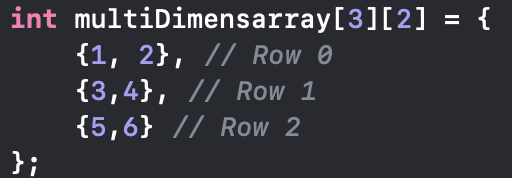 int multiDimensarray[3][2] = {
    {1, 2}, // Row 0
    {3,4}, // Row 1
    {5,6} // Row 2
};